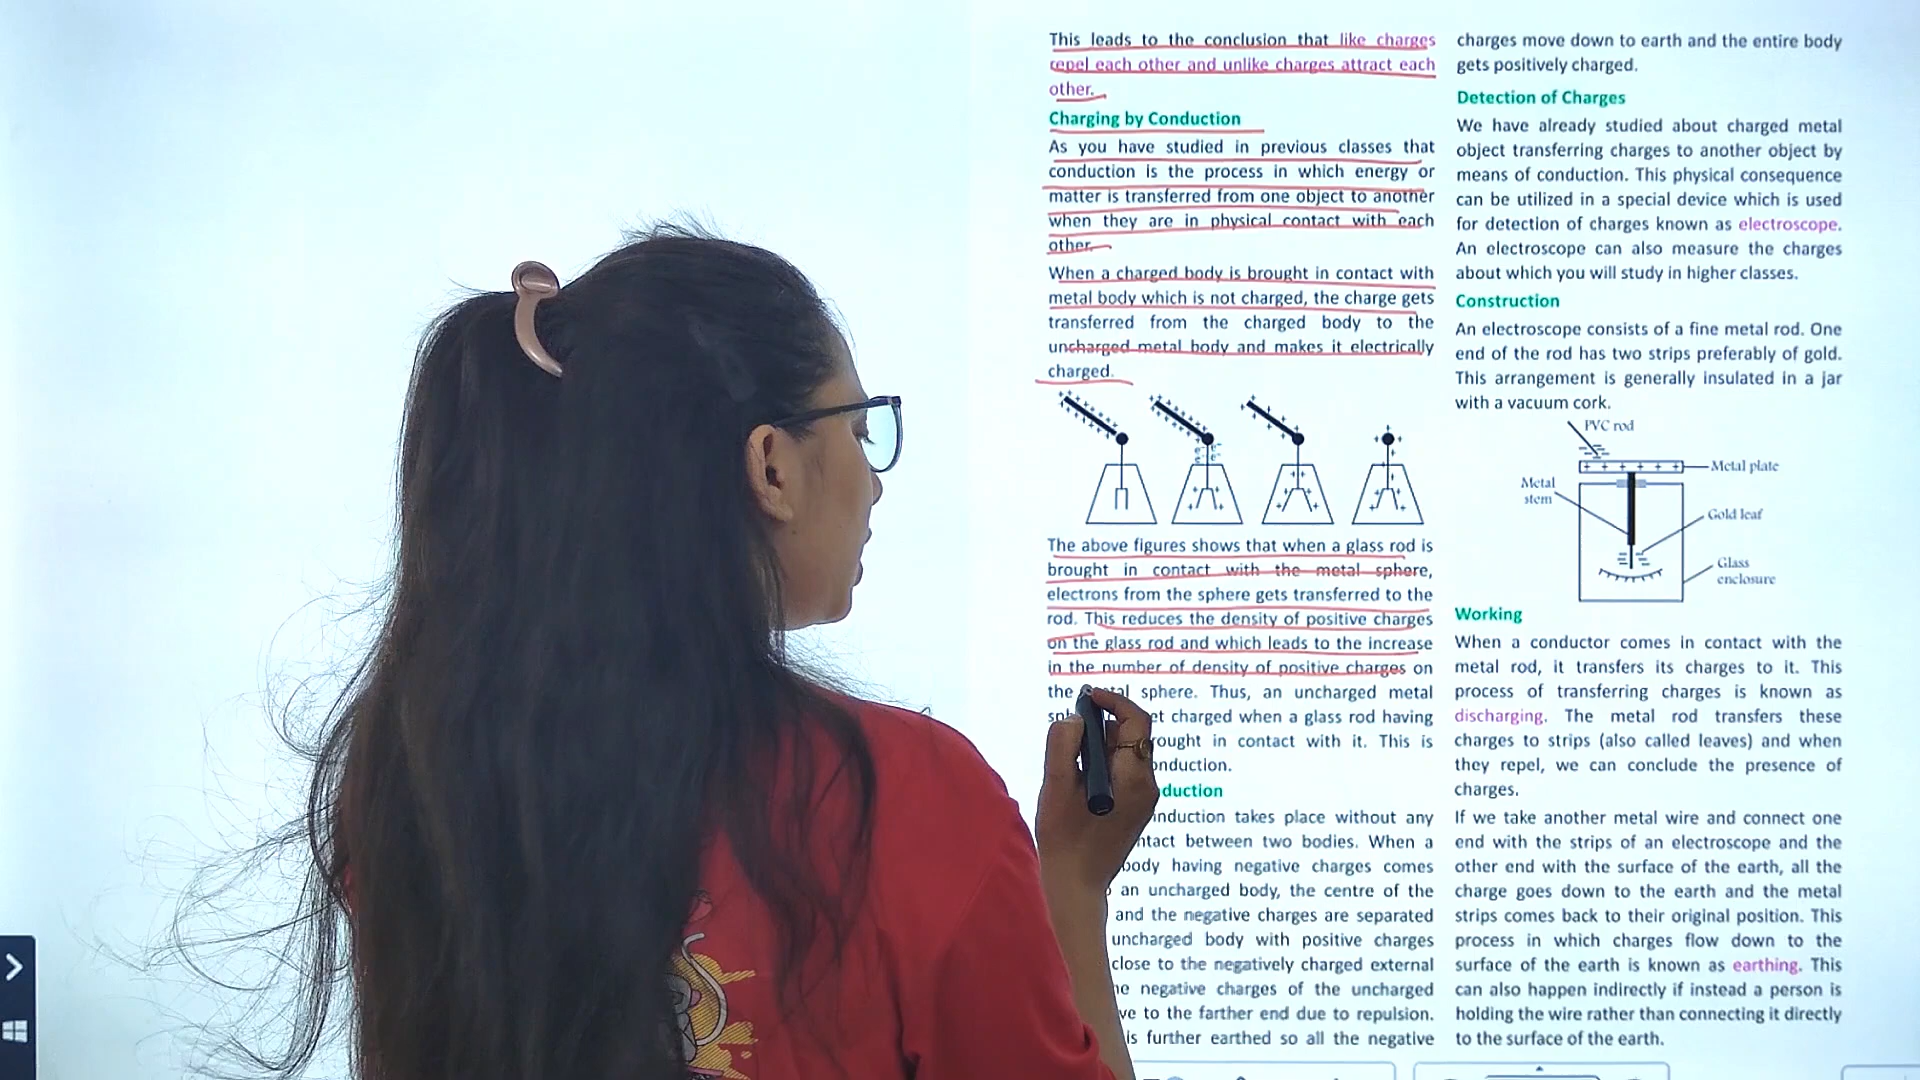 This leads to the conclusion that like charges
repel each other and unlike charges attract each
other.
Charging by Conduction
As you have studied in previous classes that
conduction is the process in which energy or
matter is transferred from one object to another
when they are in physical contact with each
other.
When a charged body is brought in contact with
metal body which is not charged, the charge gets
transferred from the charged body to the
uncharged metal body and makes it electrically
charged.
The above figures shows that when a glass rod is
brought in contact with the metal sphere,
electrons from the sphere gets transferred to the
rod. This reduces the density of positive charges
on the glass rod and which leads to the increase
in the number of density of positive charges on
the sphere. Thus, an uncharged metal
charged when a glass rod having
in contact with it. This is
induction takes place without any
between two bodies. When a
body having negative charges comes
an uncharged body, the centre of the
and the negative charges are separated
uncharged body with positive charges
close to the negatively charged external
negative charges of the uncharged
to the farther end due to repulsion.
is further earthed so all the negative
charges move down to earth and the entire body
gets positively charged.
Detection of Charges
We have already studied about charged metal
object transferring charges to another object by
means of conduction. This physical consequence
can be utilized in a special device which is used
for detection of charges known as electroscope.
An electroscope can also measure the charges
about which you will study in higher classes.
Construction
An electroscope consists of a fine metal rod. One
end of the rod has two strips preferably of gold.
This arrangement is generally insulated in a jar
with a vacuum cork.
PVC rod
Metal plate
Metal
stem
Gold leaf
Glass
enclosure
Working
When a conductor comes in contact with the
metal rod, it transfers its charges to it. This
process of transferring charges is known as
discharging. The metal rod transfers these
charges to strips (also called leaves) and when
they repel, we can conclude the presence of
charges.
If we take another metal wire and connect one
end with the strips of an electroscope and the
other end with the surface of the earth, all the
charge goes down to the earth and the metal
strips comes back to their original position. This
process in which charges flow down to the
surface of the earth is known as earthing. This
can also happen indirectly if instead a person is
holding the wire rather than connecting it directly
to the surface of the earth.